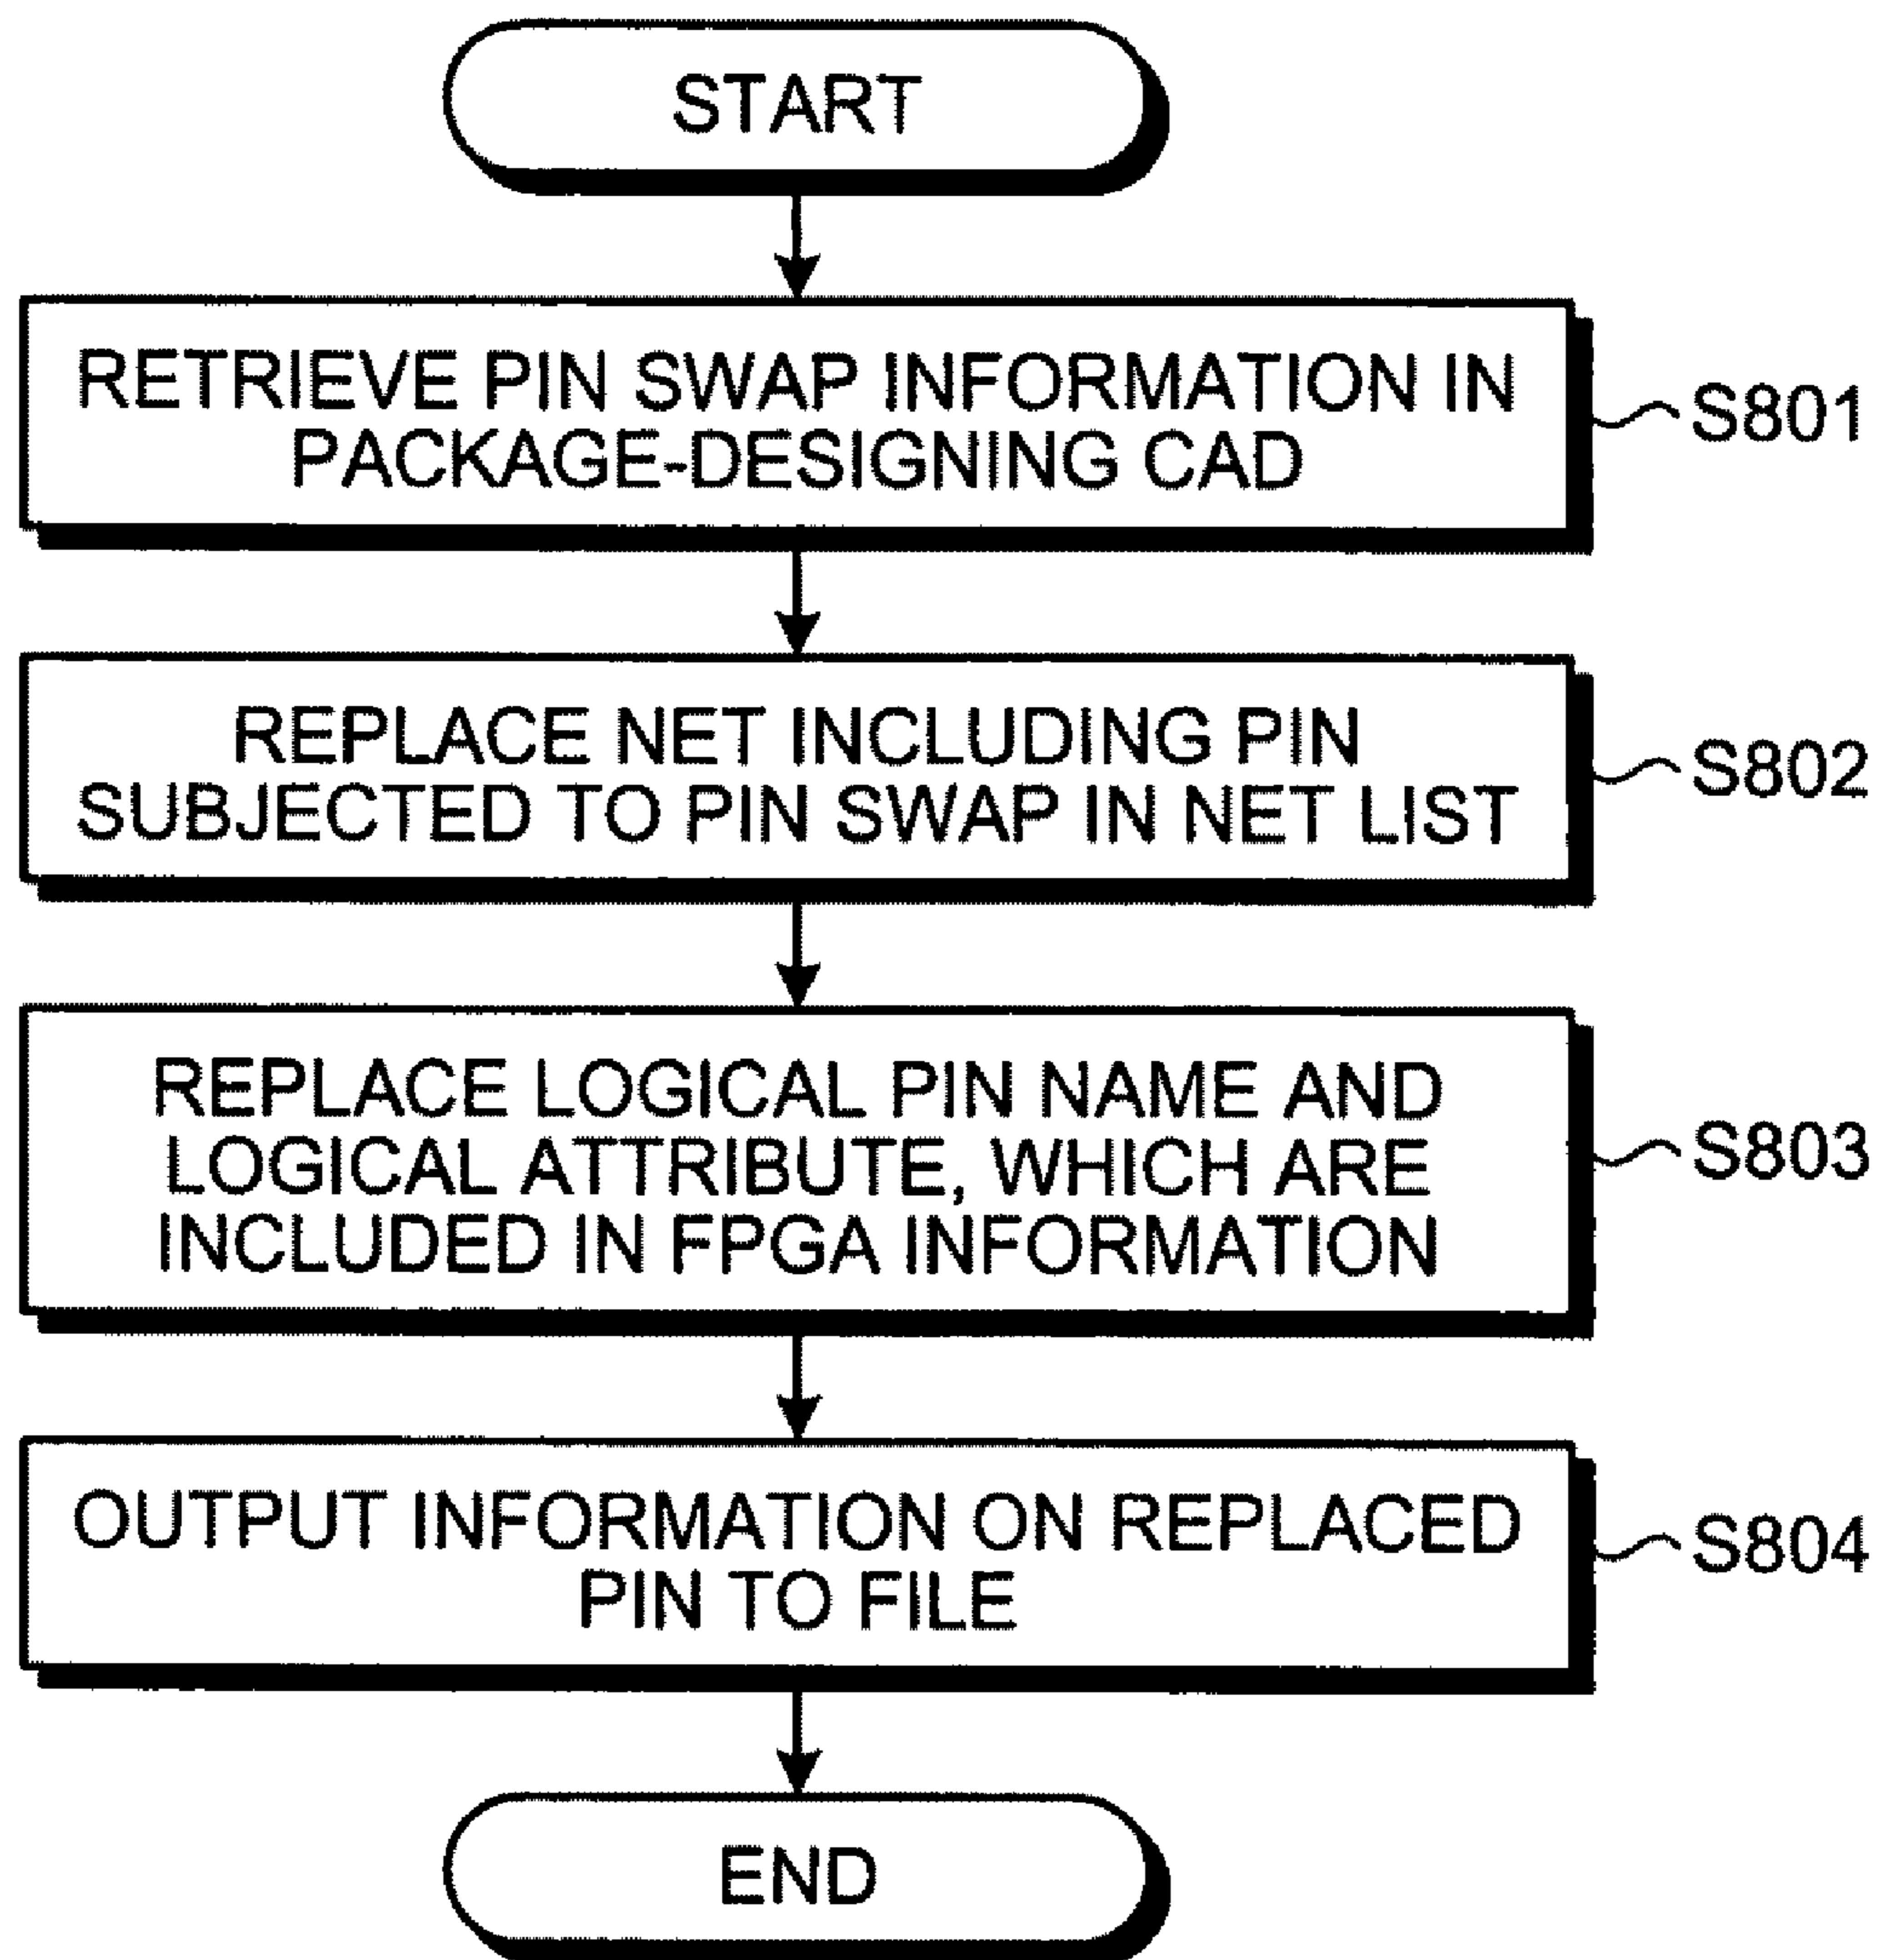 START
RETRIEVE PIN SWAP INFORMATION IN
PACKAGE-DESIGNING CAD
S801
REPLACE NET INCLUDING PIN
SUBJECTED TO PIN SWAP IN NET LIST
S802
REPLACE LOGICAL PIN NAME AND
LOGICAL ATTRIBUTE, WHICH ARE
INCLUDED IN FPGA INFORMATION
S803
OUTPUT INFORMATION ON REPLACED
PIN TO FILE
S804
END